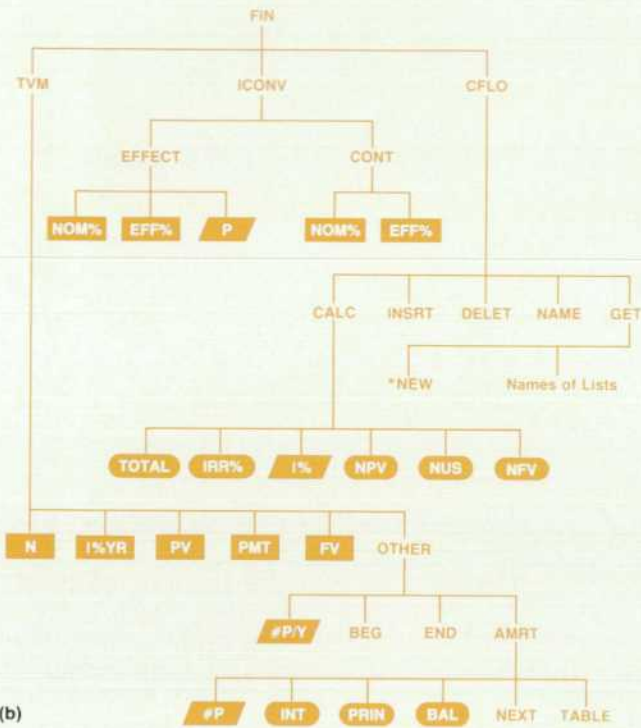 FIN
TVM ICONV CFLO
EFFECT CONT
NOM% EFF% P NOM% EFF%
CALC INSRT DELET NAME GET
*NEW Names of Lists
TOTAL IRR% I% NPV NUS NFV
N I%YR PV PMT FV OTHER
#P/Y BEG END AMRT
(b) #P INT PRIN BAL NEXT TABLE